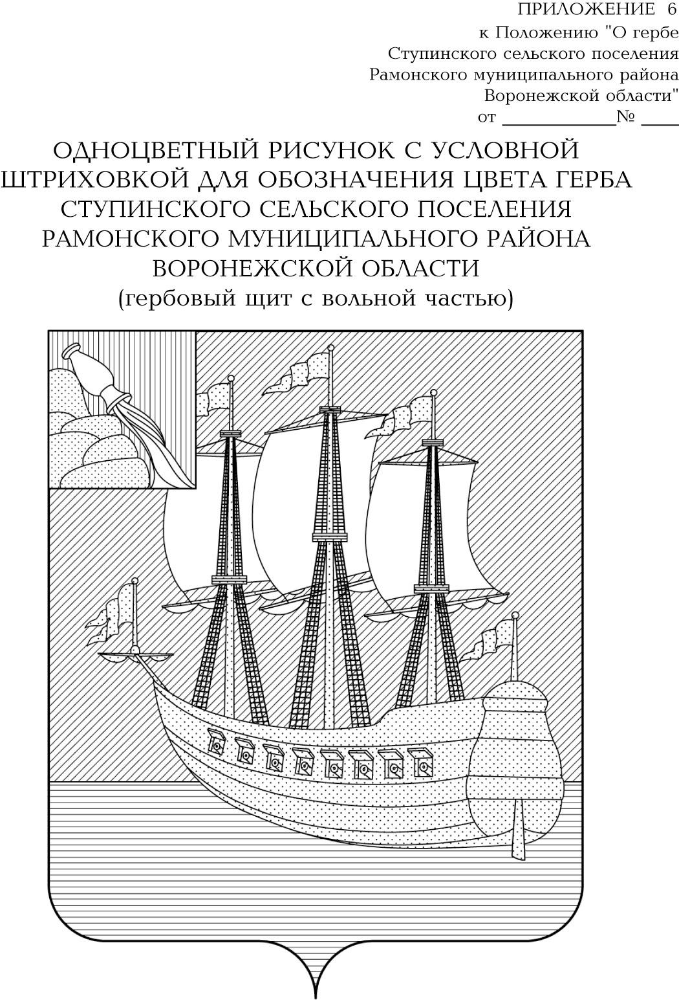 ПРИЛОЖЕНИЕ 6
к Положению "О гербе
Ступинского сельского поселения
Рамонского муниципального района
Воронежской области"
от _____________№ ____
ОДНОЦВЕТНЫЙ РИСУНОК С УСЛОВНОЙ
ШТРИХОВКОЙ ДЛЯ ОБОЗНАЧЕНИЯ ЦВЕТА ГЕРБА
СТУПИНСКОГО СЕЛЬСКОГО ПОСЕЛЕНИЯ
РАМОНСКОГО МУНИЦИПАЛЬНОГО РАЙОНА
ВОРОНЕЖСКОЙ ОБЛАСТИ
(гербовый щит с вольной частью)